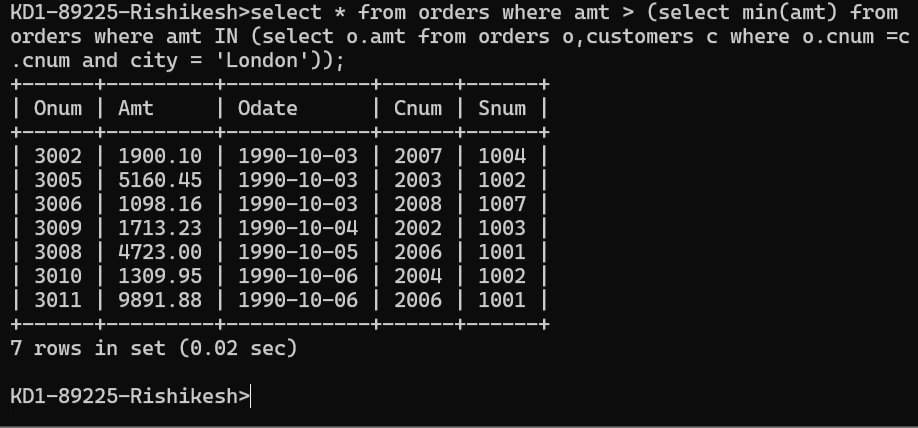 KD1-89225-Rishikesh>select * from orders where amt > (select min(amt) from
orders where amt IN (select o.amt from orders o,customers c where o.cnum =c
.cnum and city = 'London'));
+------+---------+------------+------+------+
| Onum | Amt     | Odate      | Cnum | Snum |
+------+---------+------------+------+------+
| 3002 | 1900.10 | 1990-10-03 | 2007 | 1004 |
| 3005 | 5160.45 | 1990-10-03 | 2003 | 1002 |
| 3006 | 1098.16 | 1990-10-03 | 2008 | 1007 |
| 3009 | 1713.23 | 1990-10-04 | 2002 | 1003 |
| 3008 | 4723.00 | 1990-10-05 | 2006 | 1001 |
| 3010 | 1309.95 | 1990-10-06 | 2004 | 1002 |
| 3011 | 9891.88 | 1990-10-06 | 2006 | 1001 |
+------+---------+------------+------+------+
7 rows in set (0.02 sec)
KD1-89225-Rishikesh>